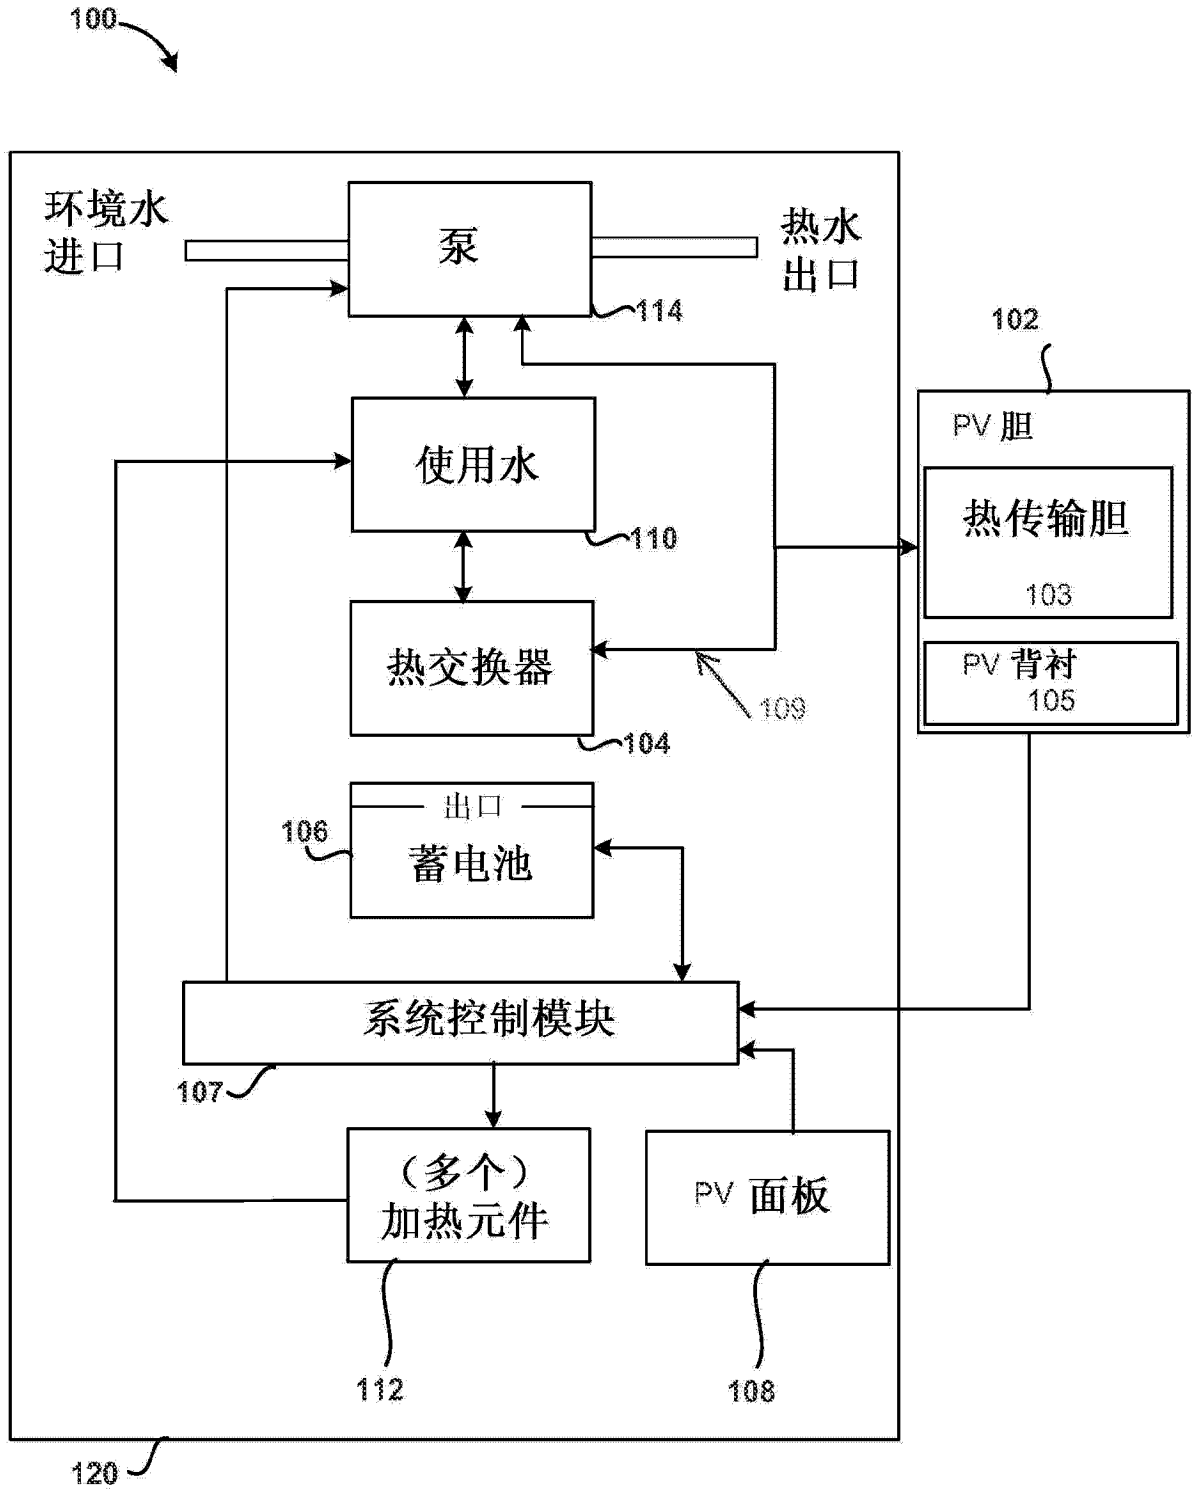 100
环境水
进口
泵
热水
出口
114
102
PV 胆
使用水
热传输胆
110
103
热交换器
PV 背衬
105
109
104
出口
106
蓄电池
系统控制模块
107
（多个）
加热元件
PV 面板
112
108
120